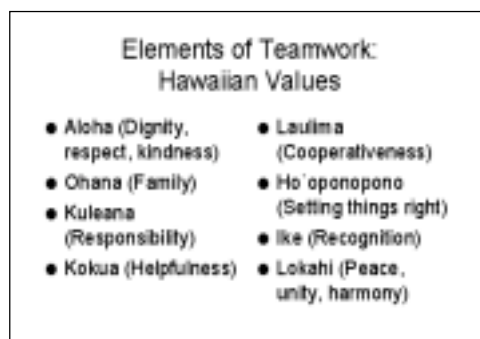 Elements of Teamwork:
Hawaiian Values
● Aloha (Dignity,
respect, kindness)
● Ohana (Family)
● Kuleana
(Responsibility)
● Kokua (Helpfulness)
● Laulima
(Cooperativeness)
● Ho`oponopono
(Setting things right)
● Ike (Recognition)
● Lokahi (Peace,
unity, harmony)